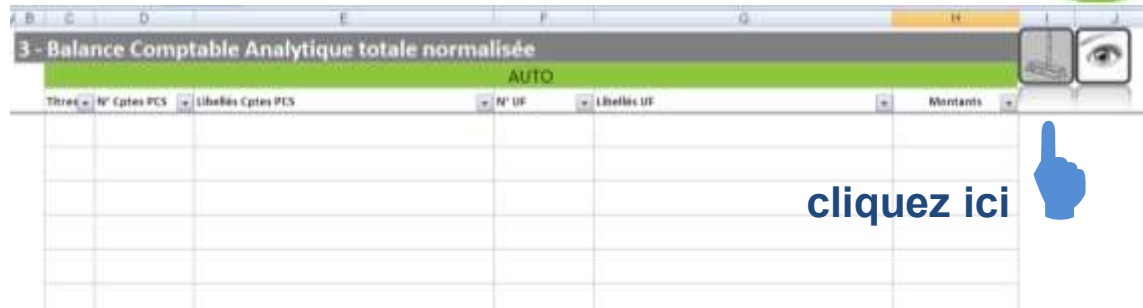 B C D E F G H I J
3 - Balance Comptable Analytique totale normalisée
AUTO
Titres N° Cptes PCS Libellés Cptes PCS N° UF Libellés UF Montants
cliquez ici